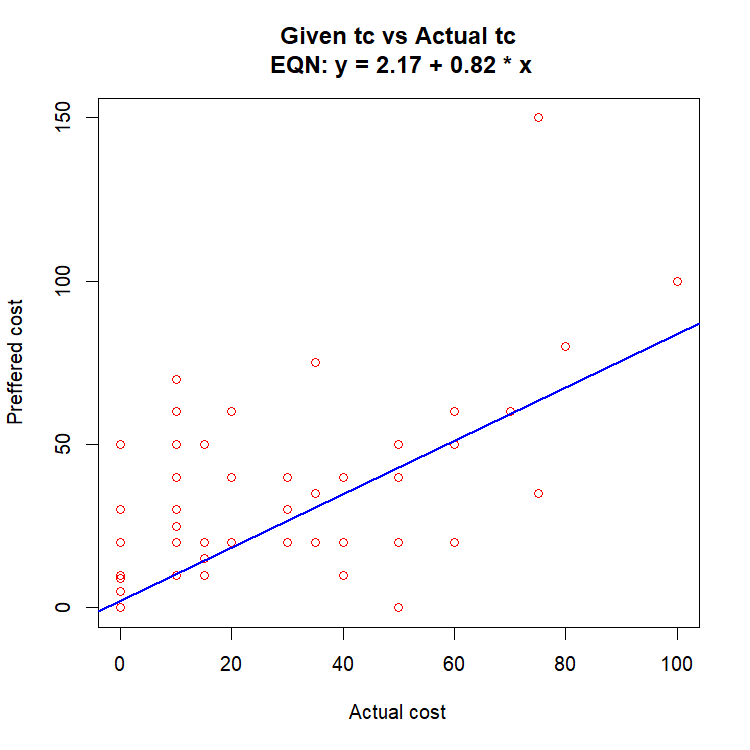 Given tc vs Actual tc
EQN: y = 2.17 + 0.82 * x
150
100
50
0
Preffered cost
0 20 40 60 80 100
Actual cost